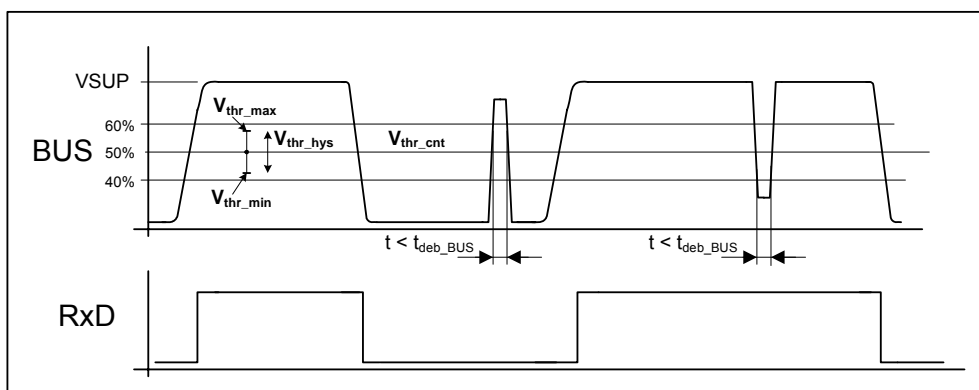 VSUP
Vthr_max
60%
Vthr_hys
Vthr_cnt
BUS
50%
40%
Vthr_min
t < tdeb_BUS
t < tdeb_BUS
RxD